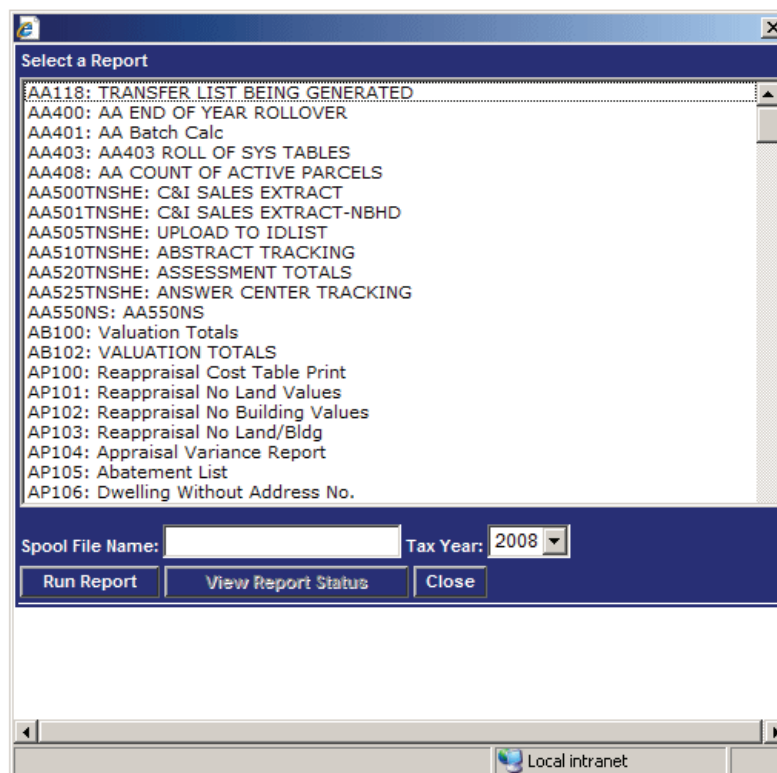 Select a Report
AA118: TRANSFER LIST BEING GENERATED
AA400: AA END OF YEAR ROLLOVER
AA401: AA Batch Calc
AA403: AA403 ROLL OF SYS TABLES
AA408: AA COUNT OF ACTIVE PARCELS
AA500TNSHE: C&I SALES EXTRACT
AA501TNSHE: C&I SALES EXTRACT-NBHD
AA505TNSHE: UPLOAD TO IDLIST
AA510TNSHE: ABSTRACT TRACKING
AA520TNSHE: ASSESSMENT TOTALS
AA525TNSHE: ANSWER CENTER TRACKING
AA550NS: AA550NS
AB100: Valuation Totals
AB102: VALUATION TOTALS
AP100: Reappraisal Cost Table Print
AP101: Reappraisal No Land Values
AP102: Reappraisal No Building Values
AP103: Reappraisal No Land/Bldg
AP104: Appraisal Variance Report
AP105: Abatement List
AP106: Dwelling Without Address No.
Spool File Name: Tax Year: 2008
Run Report View Report Status Close
Local intranet